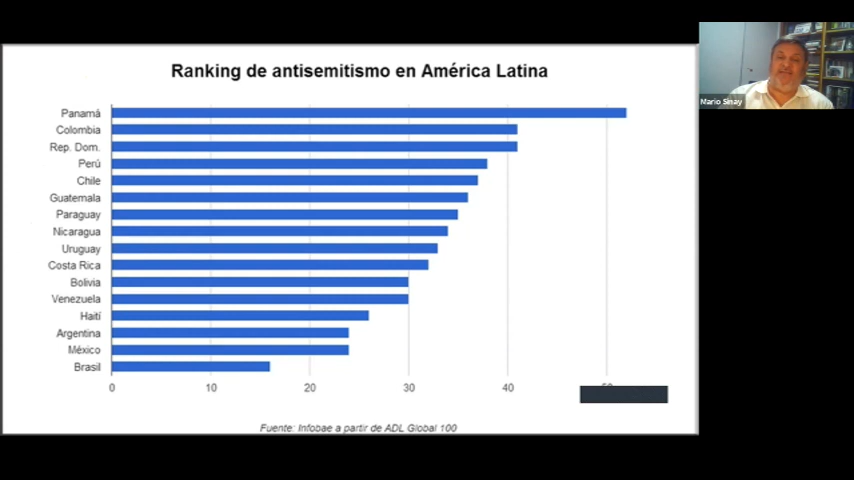 Ranking de antisemitismo en América Latina
Panamá
Colombia
Rep. Dom.
Perú
Chile
Guatemala
Paraguay
Nicaragua
Uruguay
Costa Rica
Bolivia
Venezuela
Haití
Argentina
México
Brasil
0 10 20 30 40
Fuente: Infobae a partir de ADL Global 100
Mario Sinay